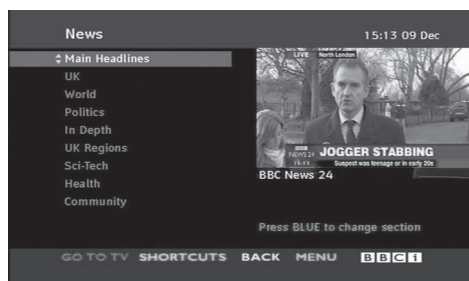 News
15:13 09 Dec
Main Headlines
UK
World
Politics
In Depth
UK Regions
Sci-Tech
Health
Community
LIVE North London
BBC
NEWS 24
JOGGER STABBING
Suspect was teenage or in early 20s
BBC News 24
Press BLUE to change section
GO TO TV SHORTCUTS BACK MENU BBCi